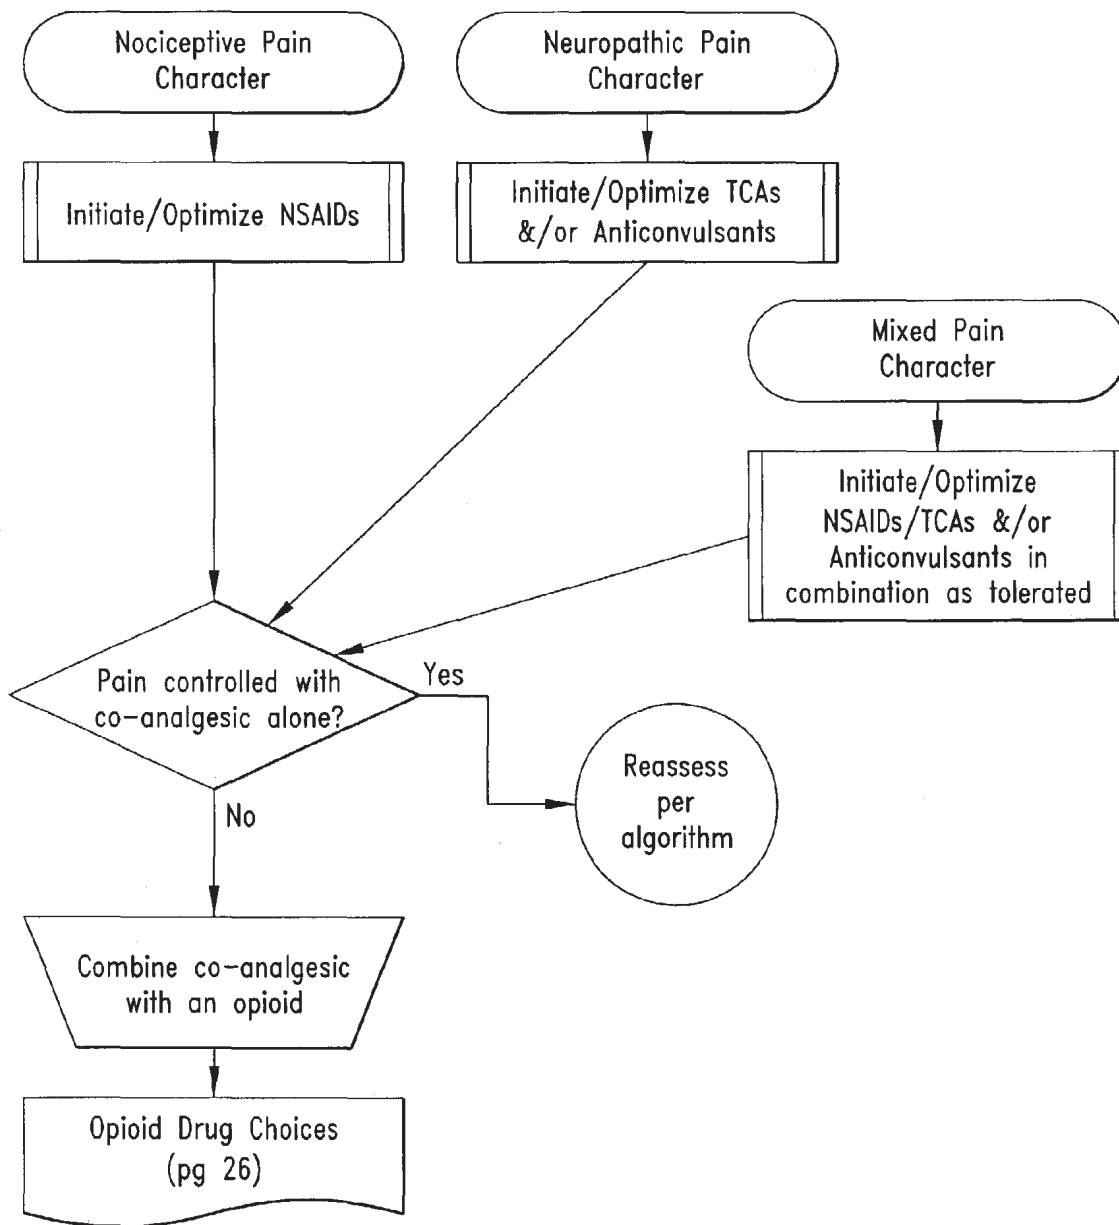 Nociceptive Pain
Character
Neuropathic Pain
Character
Initiate/Optimize NSAIDs
Initiate/Optimize TCAs
&/or Anticonvulsants
Mixed Pain
Character
Initiate/Optimize
NSAIDs/TCAs &/or
Anticonvulsants in
combination as tolerated
Pain controlled with
co-analgesic alone?
Yes
Reassess
per
algorithm
No
Combine co-analgesic
with an opioid
Opioid Drug Choices
(pg 26)